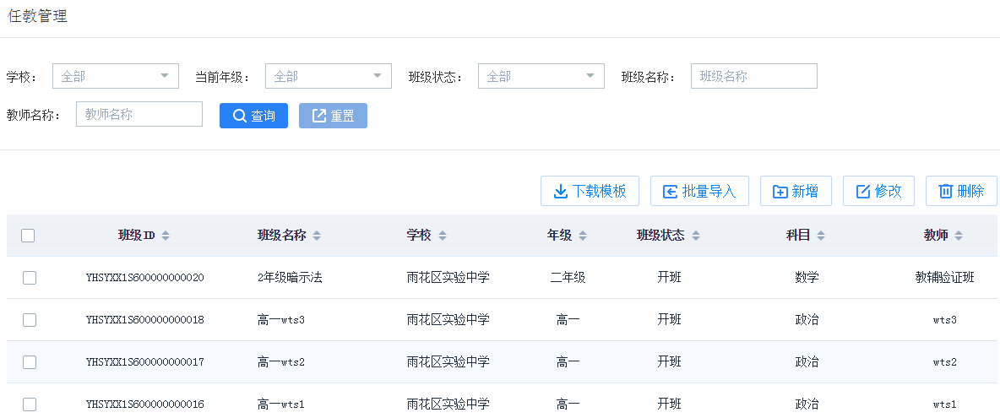 任教管理
学校： 全部 当前年级： 全部 班级状态： 全部 班级名称： 班级名称
教师名称： 教师名称 查询 重置
下载模板 批量导入 新增 修改 删除
班级ID 班级名称 学校 年级 班级状态 科目 教师
YHSYXX1S600000000020 2年级暗示法 雨花区实验中学 二年级 开班 数学 教辅验证班
YHSYXX1S600000000018 高一wts3 雨花区实验中学 高一 开班 政治 wts3
YHSYXX1S600000000017 高一wts2 雨花区实验中学 高一 开班 政治 wts2
YHSYXX1S600000000016 高一wts1 雨花区实验中学 高一 开班 政治 wts1